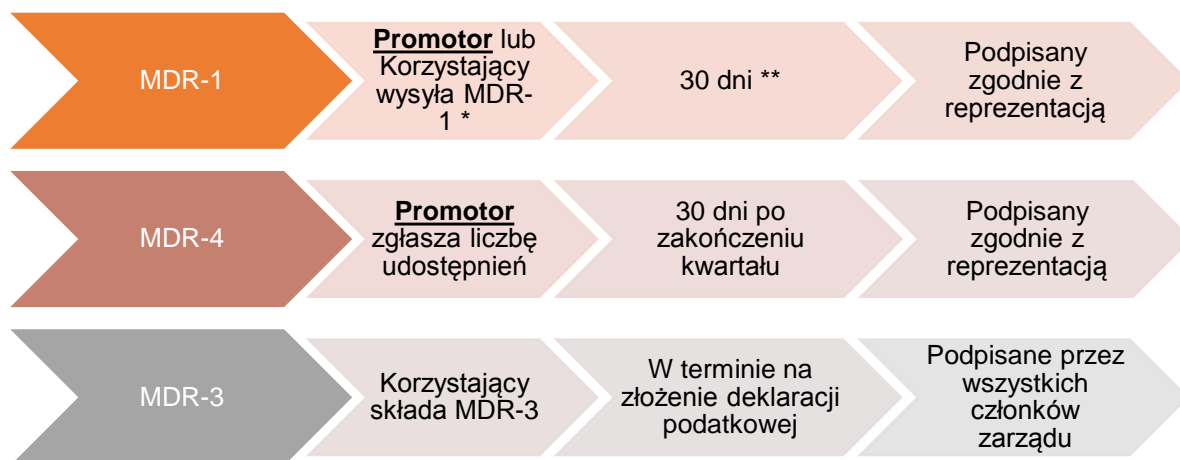 MDR-1
Promotor lub
Korzystający
wysyła MDR-
1 *
30 dni **
Podpisany
zgodnie z
reprezentacją
MDR-4
Promotor
zgłasza liczbę
udostępnień
30 dni po
zakończeniu
kwartału
Podpisany
zgodnie z
reprezentacją
MDR-3
Korzystający
składa MDR-3
W terminie na
złożenie deklaracji
podatkowej
Podpisane przez
wszystkich
członków
zarządu